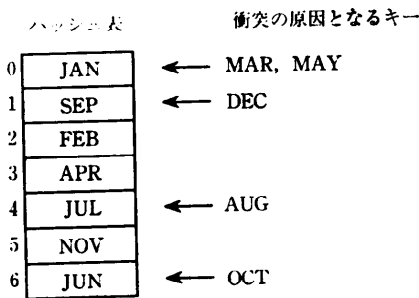 ハッシュ表 衝突の原因となるキー
0 JAN ← MAR, MAY
1 SEP ← DEC
2 FEB
3 APR
4 JUL ← AUG
5 NOV
6 JUN ← OCT